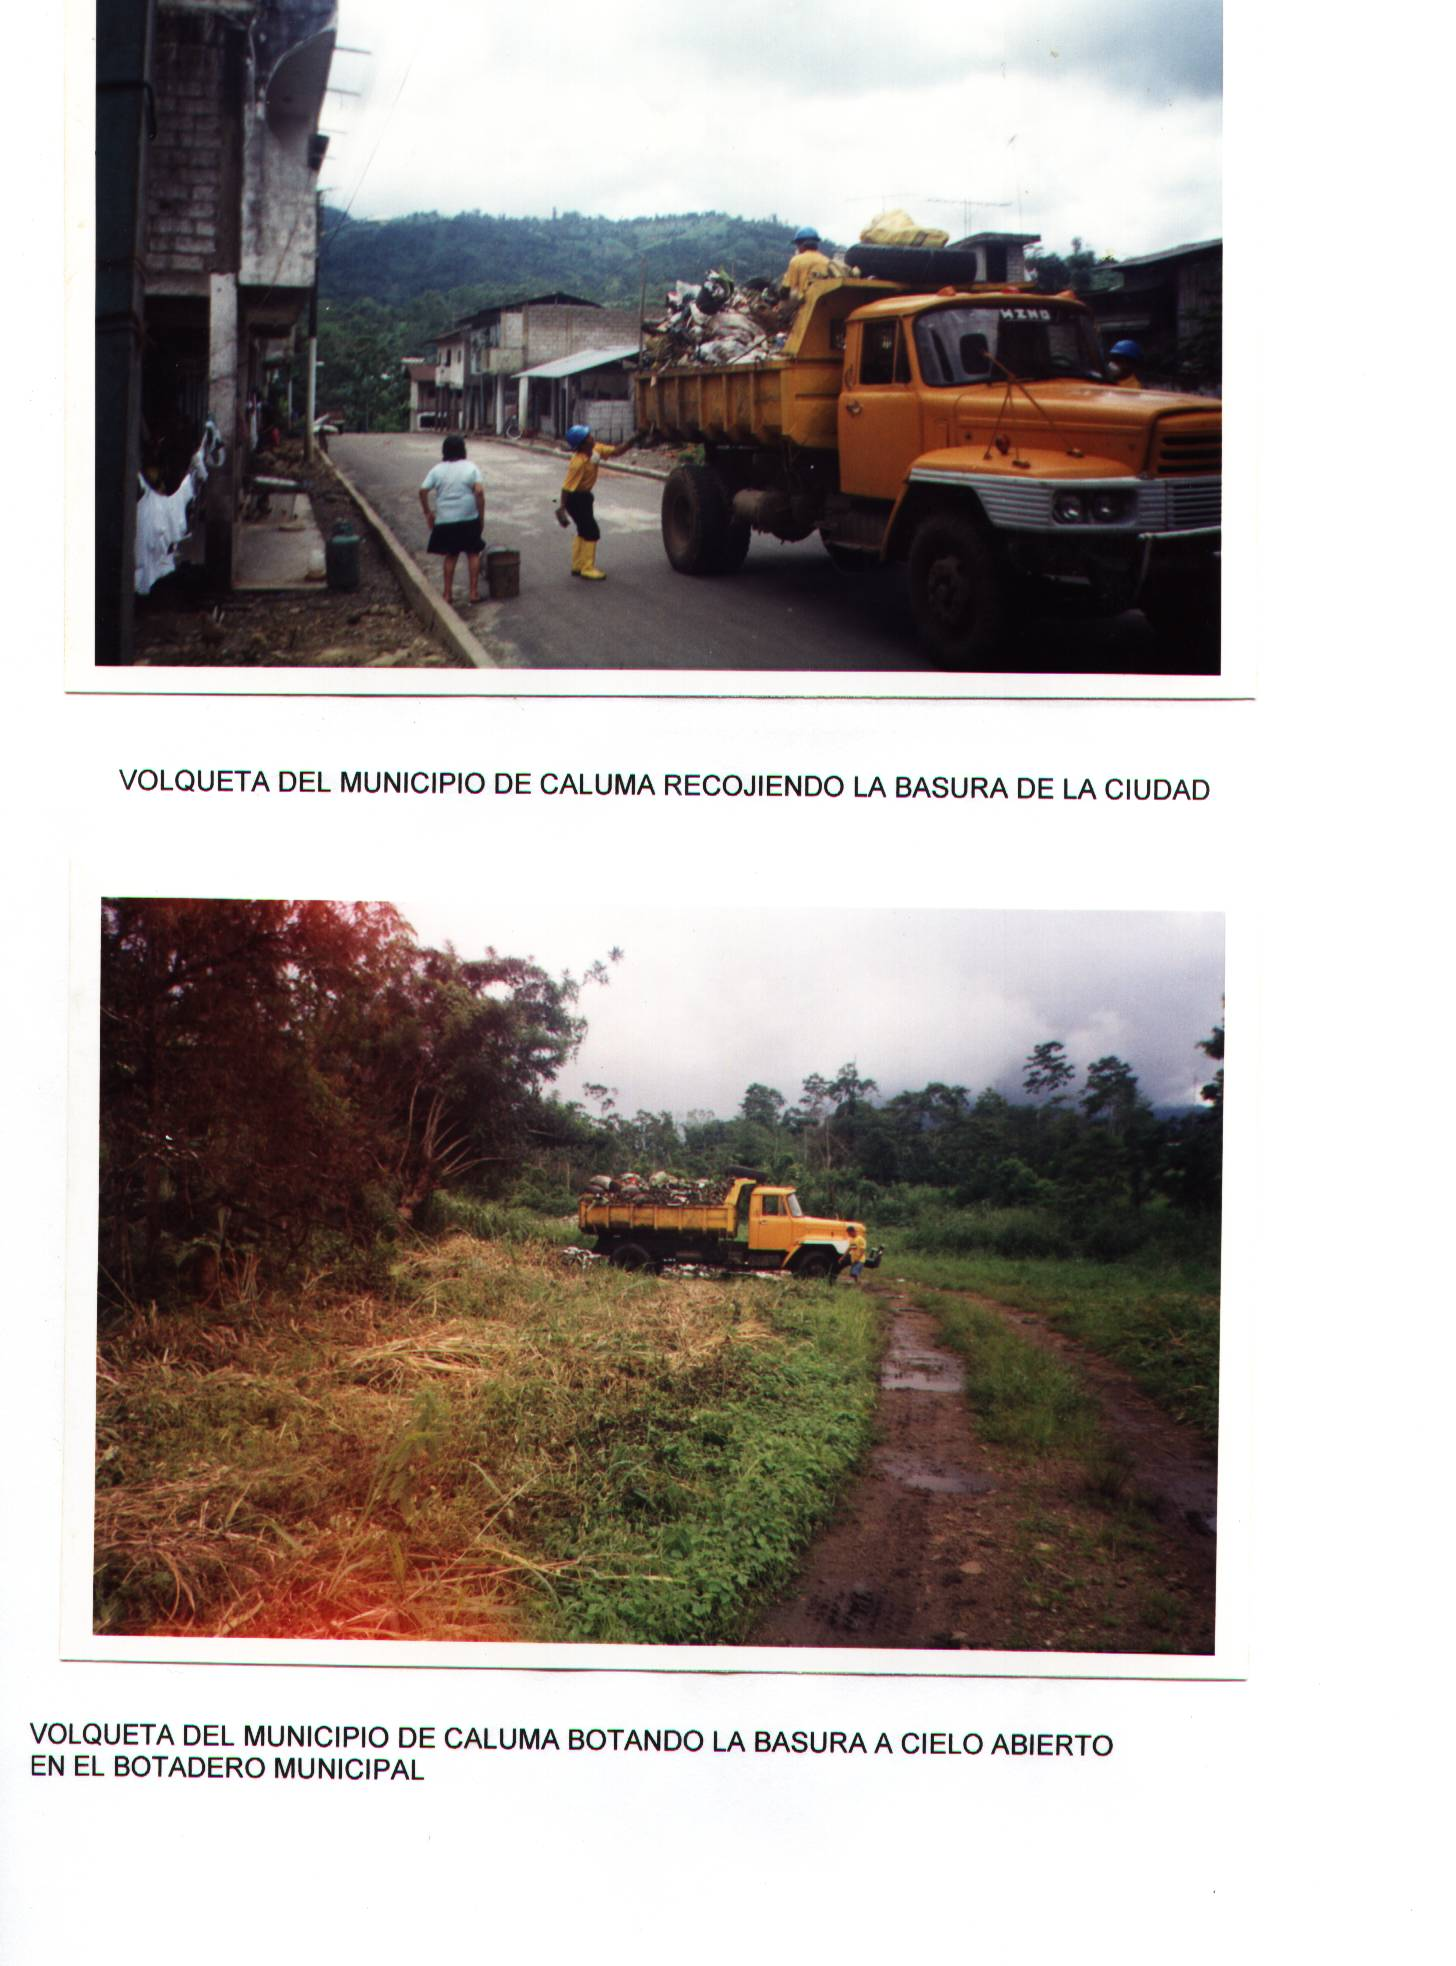 HINO
VOLQUETA DEL MUNICIPIO DE CALUMA RECOJIENDO LA BASURA DE LA CIUDAD
VOLQUETA DEL MUNICIPIO DE CALUMA BOTANDO LA BASURA A CIELO ABIERTO
EN EL BOTADERO MUNICIPAL